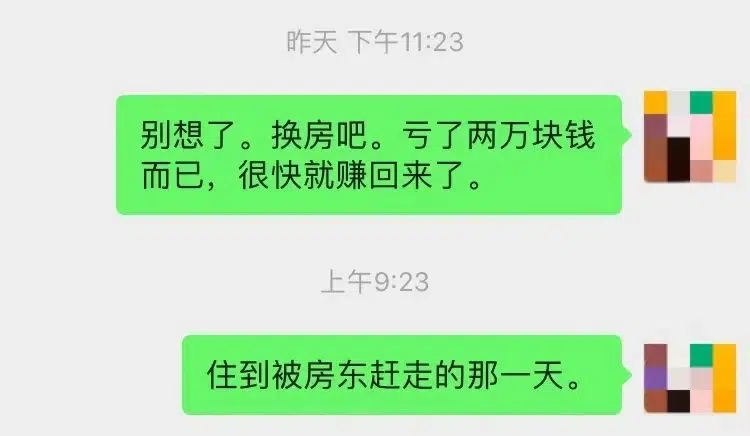 昨天 下午11:23
别想了。换房吧。亏了两万块钱
而已，很快就赚回来了。
上午9:23
住到被房东赶走的那一天。